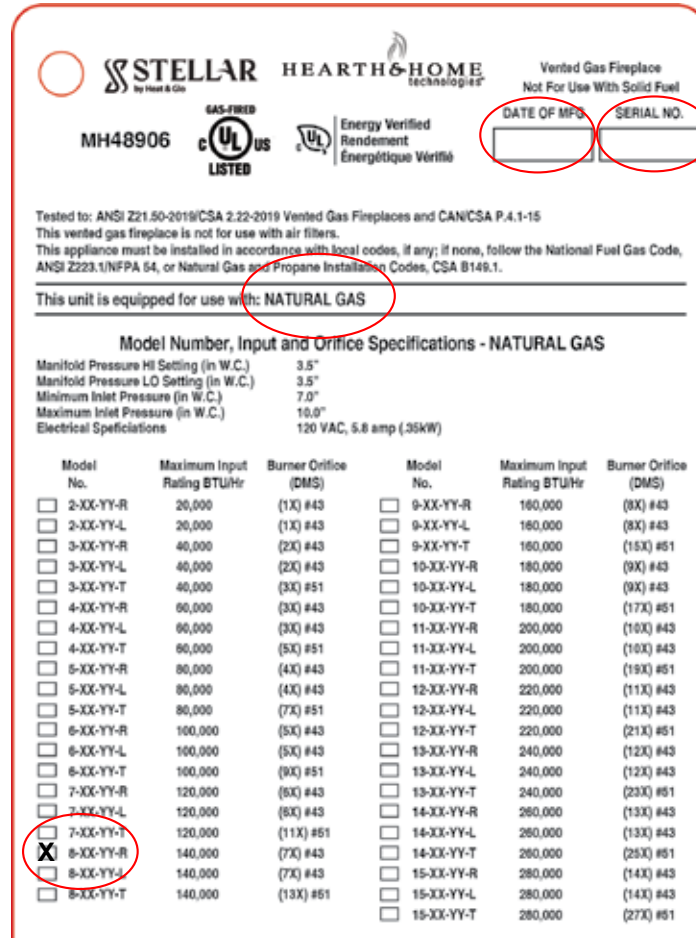 STELLAR
by Heat & Glo
HEARTH & HOME
technologies
Vented Gas Fireplace
Not For Use With Solid Fuel
DATE OF MFG.
SERIAL NO.
MH48906
GAS-FIRED
c UL US
LISTED
c UL
Energy Verified
Rendement
Énergétique Vérifié
Tested to: ANSI Z21.50-2019/CSA 2.22-2019 Vented Gas Fireplaces and CAN/CSA P.4.1-15
This vented gas fireplace is not for use with air filters.
This appliance must be installed in accordance with local codes, if any; if none, follow the National Fuel Gas Code,
ANSI Z223.1/NFPA 54, or Natural Gas and Propane Installation Codes, CSA B149.1.
This unit is equipped for use with: NATURAL GAS
Model Number, Input and Orifice Specifications - NATURAL GAS
Manifold Pressure HI Setting (in W.C.) 3.5"
Manifold Pressure LO Setting (in W.C.) 3.5"
Minimum Inlet Pressure (in W.C.) 7.0"
Maximum Inlet Pressure (in W.C.) 10.0"
Electrical Speficiations 120 VAC, 5.8 amp (.35kW)
Model Maximum Input Burner Orifice Model Maximum Input Burner Orifice
No. Rating BTU/Hr (DMS) No. Rating BTU/Hr (DMS)
2-XX-YY-R 20,000 (1X) #43 9-XX-YY-R 160,000 (8X) #43
2-XX-YY-L 20,000 (1X) #43 9-XX-YY-L 160,000 (8X) #43
3-XX-YY-R 40,000 (2X) #43 9-XX-YY-T 160,000 (15X) #51
3-XX-YY-L 40,000 (2X) #43 10-XX-YY-R 180,000 (9X) #43
3-XX-YY-T 40,000 (3X) #51 10-XX-YY-L 180,000 (9X) #43
4-XX-YY-R 60,000 (3X) #43 10-XX-YY-T 180,000 (17X) #51
4-XX-YY-L 60,000 (3X) #43 11-XX-YY-R 200,000 (10X) #43
4-XX-YY-T 60,000 (5X) #51 11-XX-YY-L 200,000 (10X) #43
5-XX-YY-R 80,000 (4X) #43 11-XX-YY-T 200,000 (19X) #51
5-XX-YY-L 80,000 (4X) #43 12-XX-YY-R 220,000 (11X) #43
5-XX-YY-T 80,000 (7X) #51 12-XX-YY-L 220,000 (11X) #43
6-XX-YY-R 100,000 (5X) #43 12-XX-YY-T 220,000 (21X) #51
6-XX-YY-L 100,000 (5X) #43 13-XX-YY-R 240,000 (12X) #43
6-XX-YY-T 100,000 (9X) #51 13-XX-YY-L 240,000 (12X) #43
7-XX-YY-R 120,000 (6X) #43 13-XX-YY-T 240,000 (23X) #51
7-XX-YY-L 120,000 (6X) #43 14-XX-YY-R 260,000 (13X) #43
7-XX-YY-T 120,000 (11X) #51 14-XX-YY-L 260,000 (13X) #43
X 8-XX-YY-R 140,000 (7X) #43 14-XX-YY-T 260,000 (25X) #51
8-XX-YY-L 140,000 (7X) #43 15-XX-YY-R 280,000 (14X) #43
8-XX-YY-T 140,000 (13X) #51 15-XX-YY-L 280,000 (14X) #43
15-XX-YY-T 280,000 (27X) #51